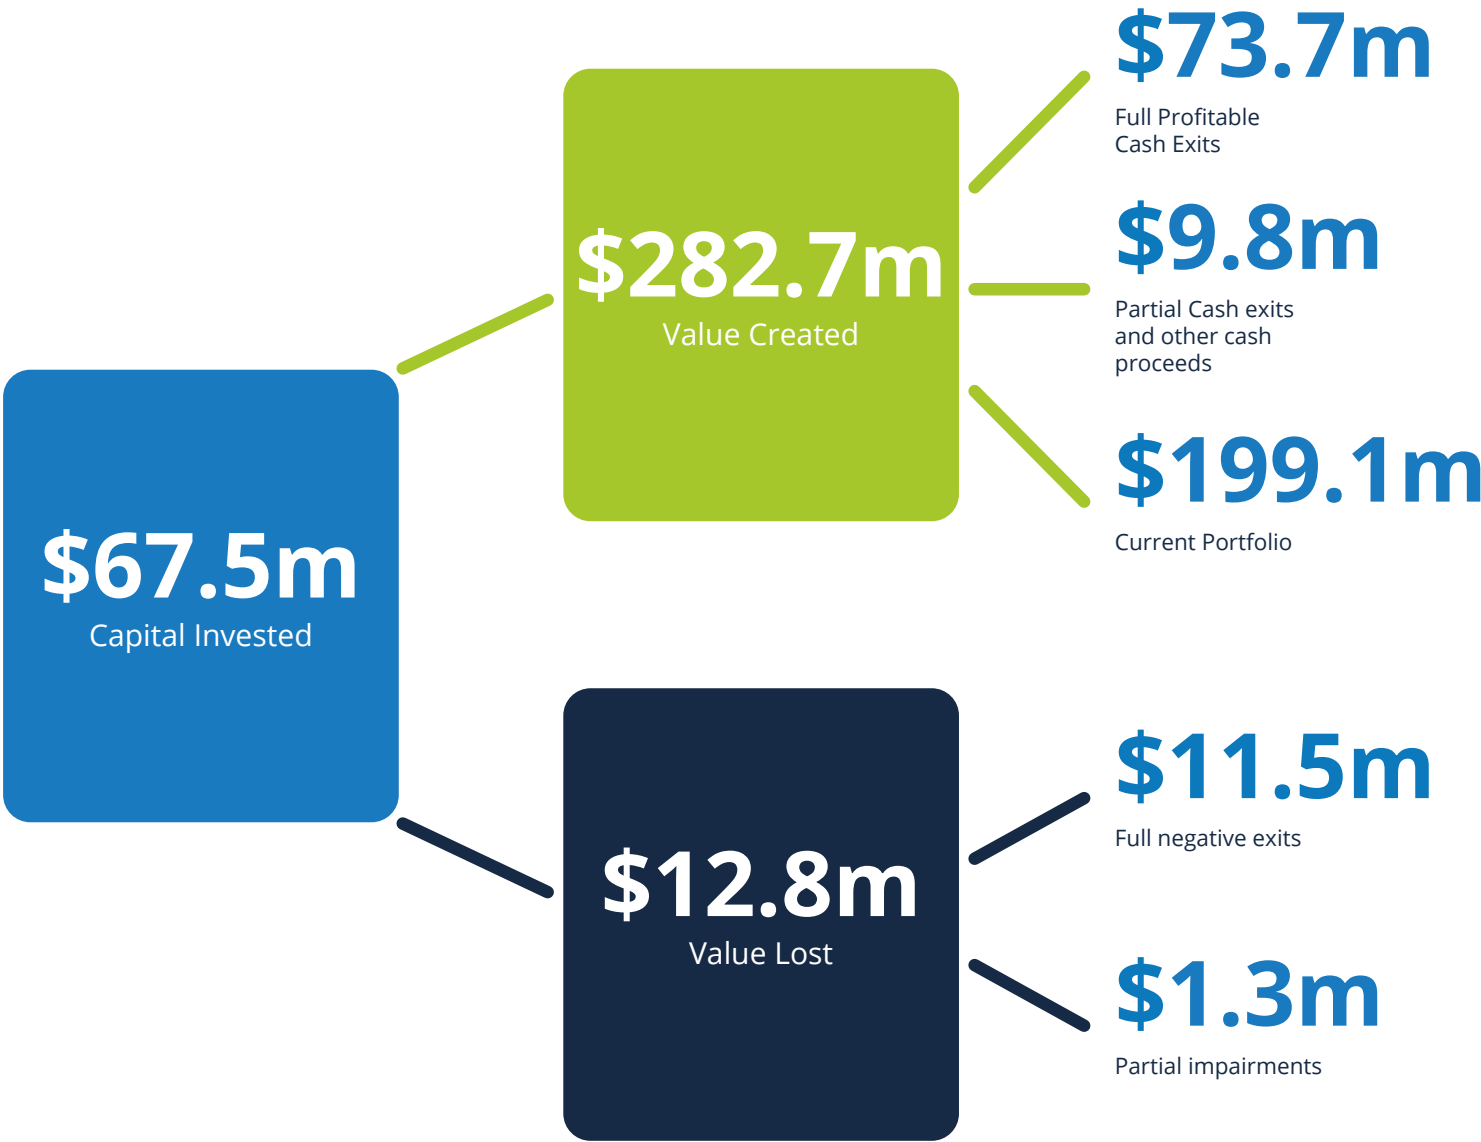 $67.5m
Capital Invested
$282.7m
Value Created
$73.7m
Full Profitable
Cash Exits
$9.8m
Partial Cash exits
and other cash
proceeds
$199.1m
Current Portfolio
$12.8m
Value Lost
$11.5m
Full negative exits
$1.3m
Partial impairments